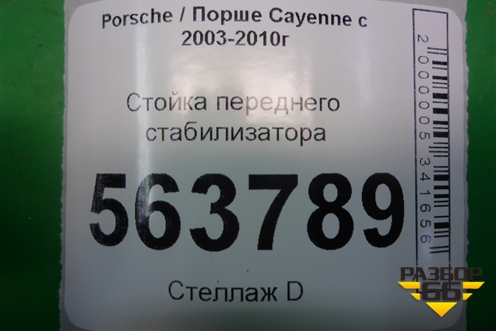 Porsche / Порше Cayenne с
2003-2010г
Стойка переднего
стабилизатора
563789
Стеллаж D
2000005341656
РАЗБОР
66